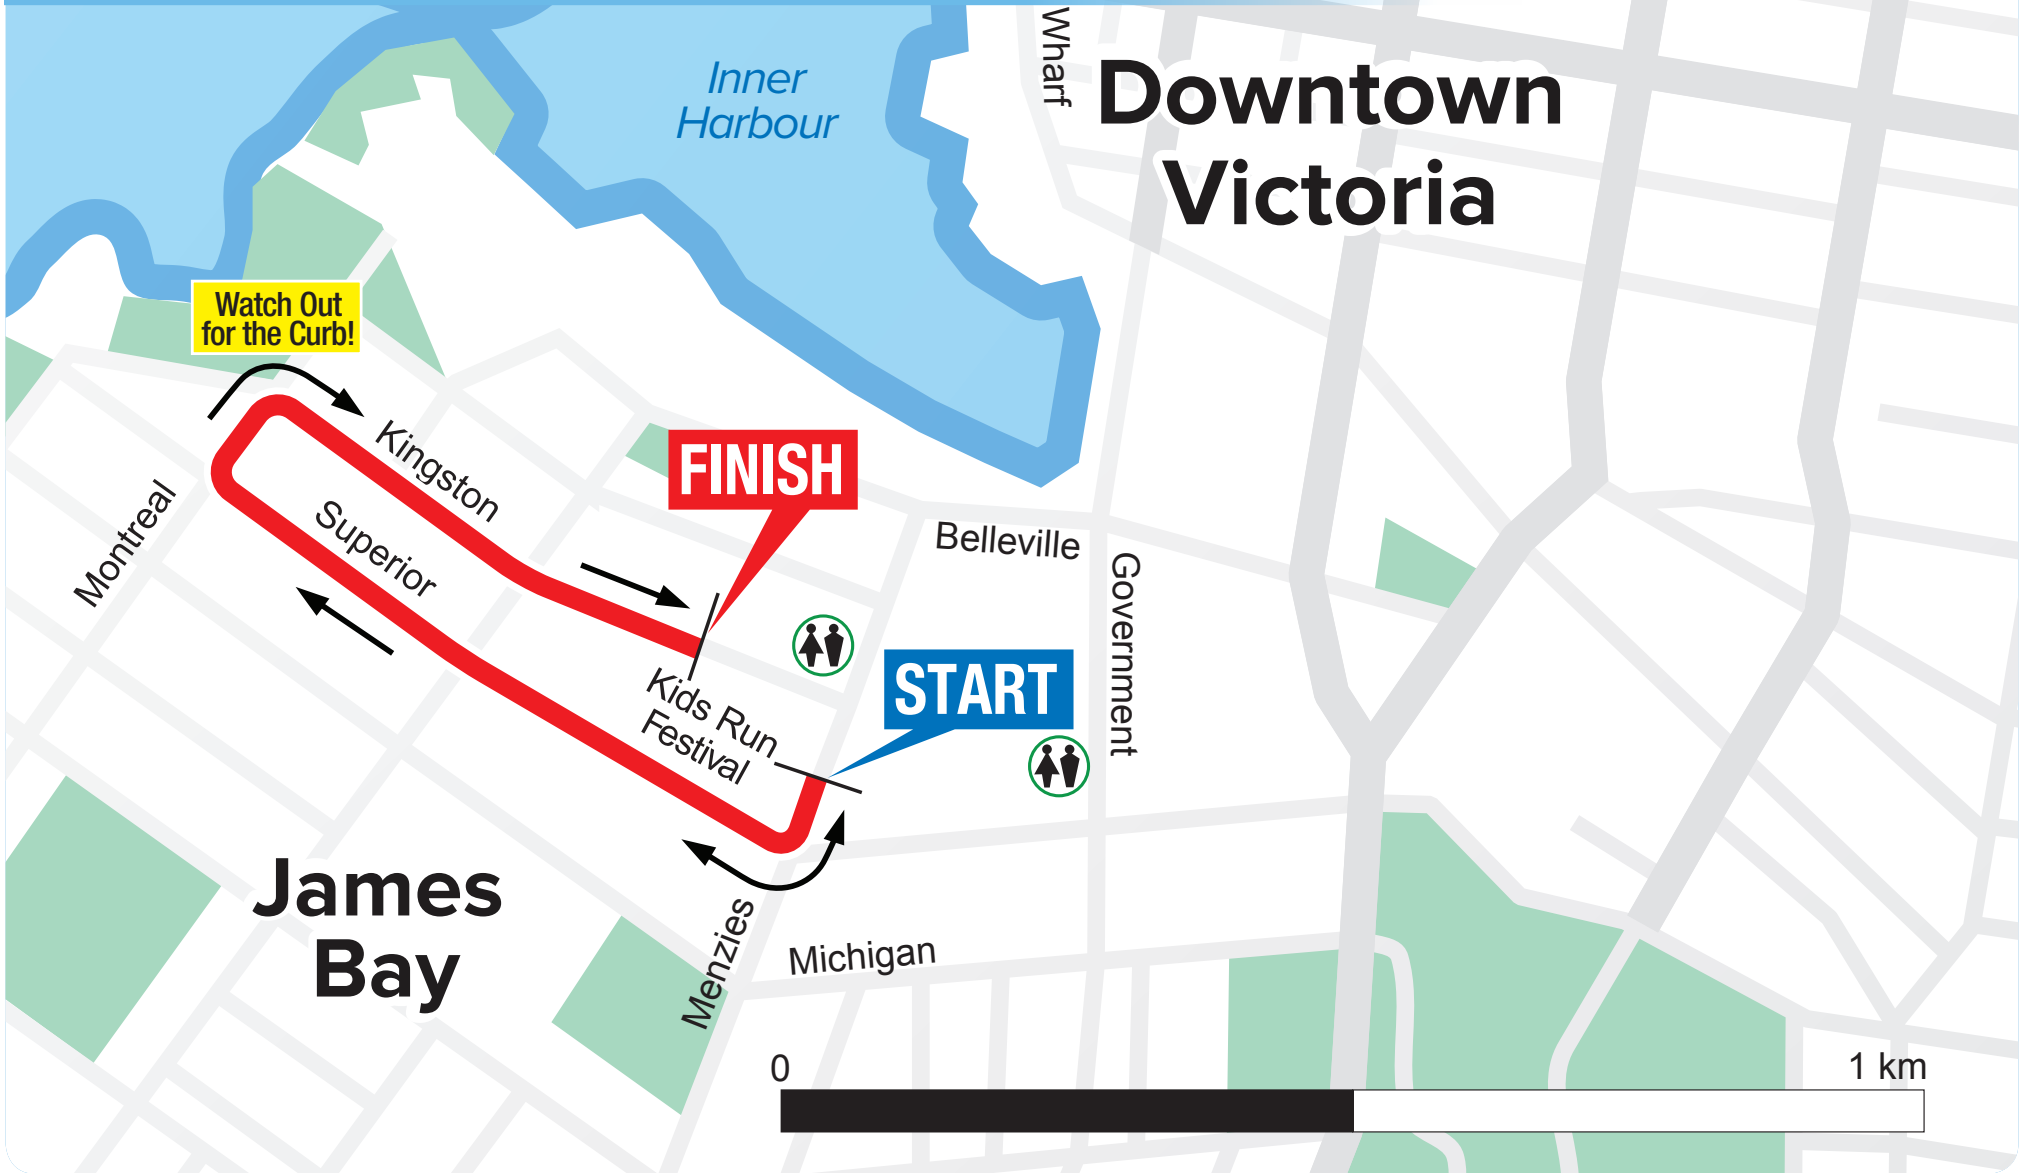 Wharf
Inner
Harbour
Downtown
Victoria
Watch Out
for the Curb!
Kingston
FINISH
Superior
Montreal
Belleville
Government
START
Kids Run
Festival
James
Bay
Menzies
Michigan
0
1 km